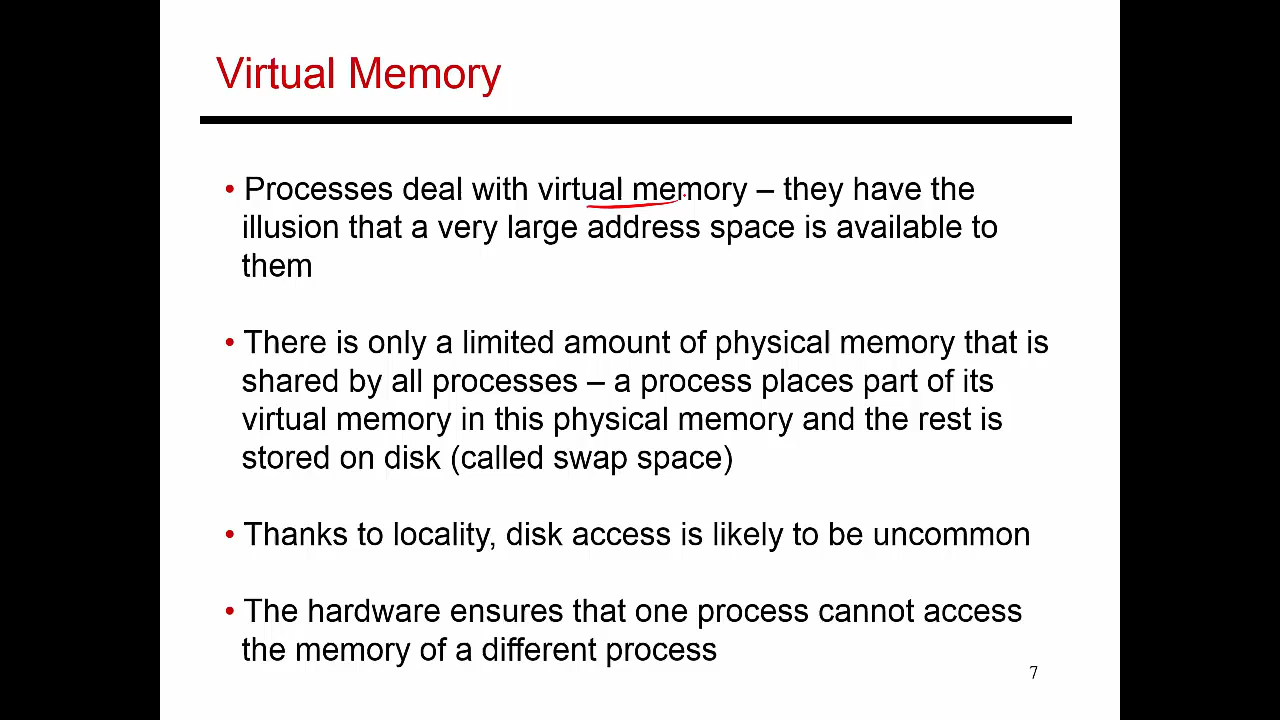 Virtual Memory
• Processes deal with virtual memory – they have the
illusion that a very large address space is available to
them
• There is only a limited amount of physical memory that is
shared by all processes – a process places part of its
virtual memory in this physical memory and the rest is
stored on disk (called swap space)
• Thanks to locality, disk access is likely to be uncommon
• The hardware ensures that one process cannot access
the memory of a different process
7